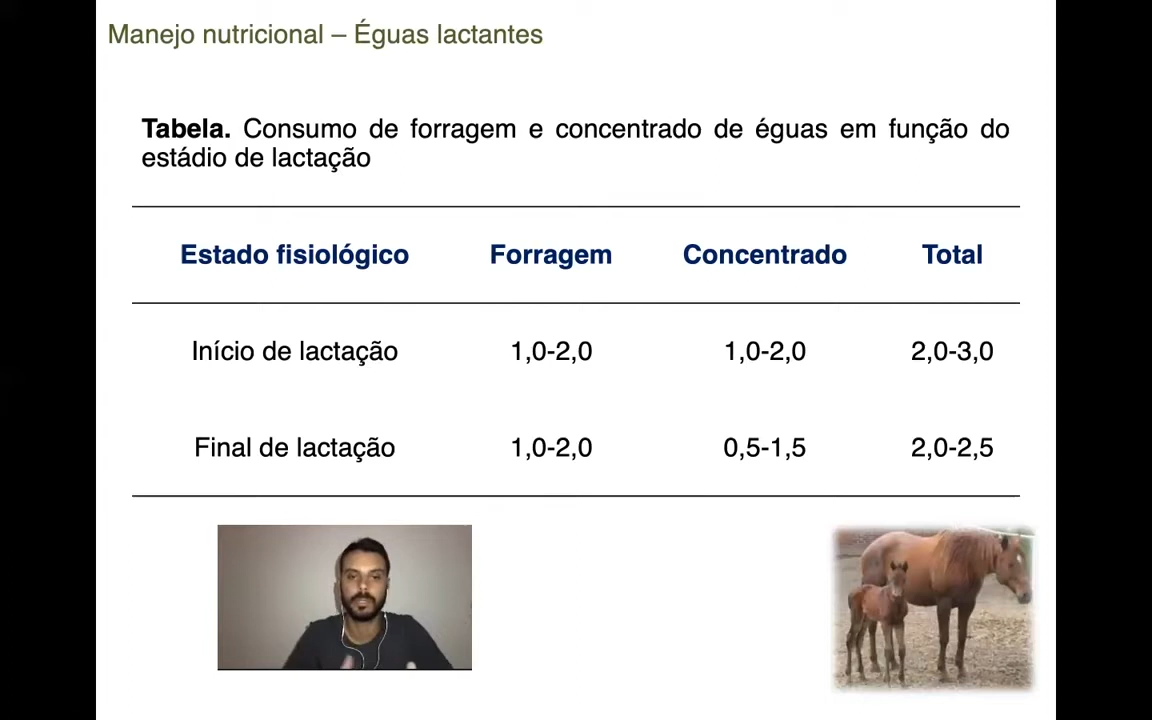 Manejo nutricional – Éguas lactantes
Tabela. Consumo de forragem e concentrado de éguas em função do
estádio de lactação
Estado fisiológico Forragem Concentrado Total
Início de lactação 1,0-2,0 1,0-2,0 2,0-3,0
Final de lactação 1,0-2,0 0,5-1,5 2,0-2,5